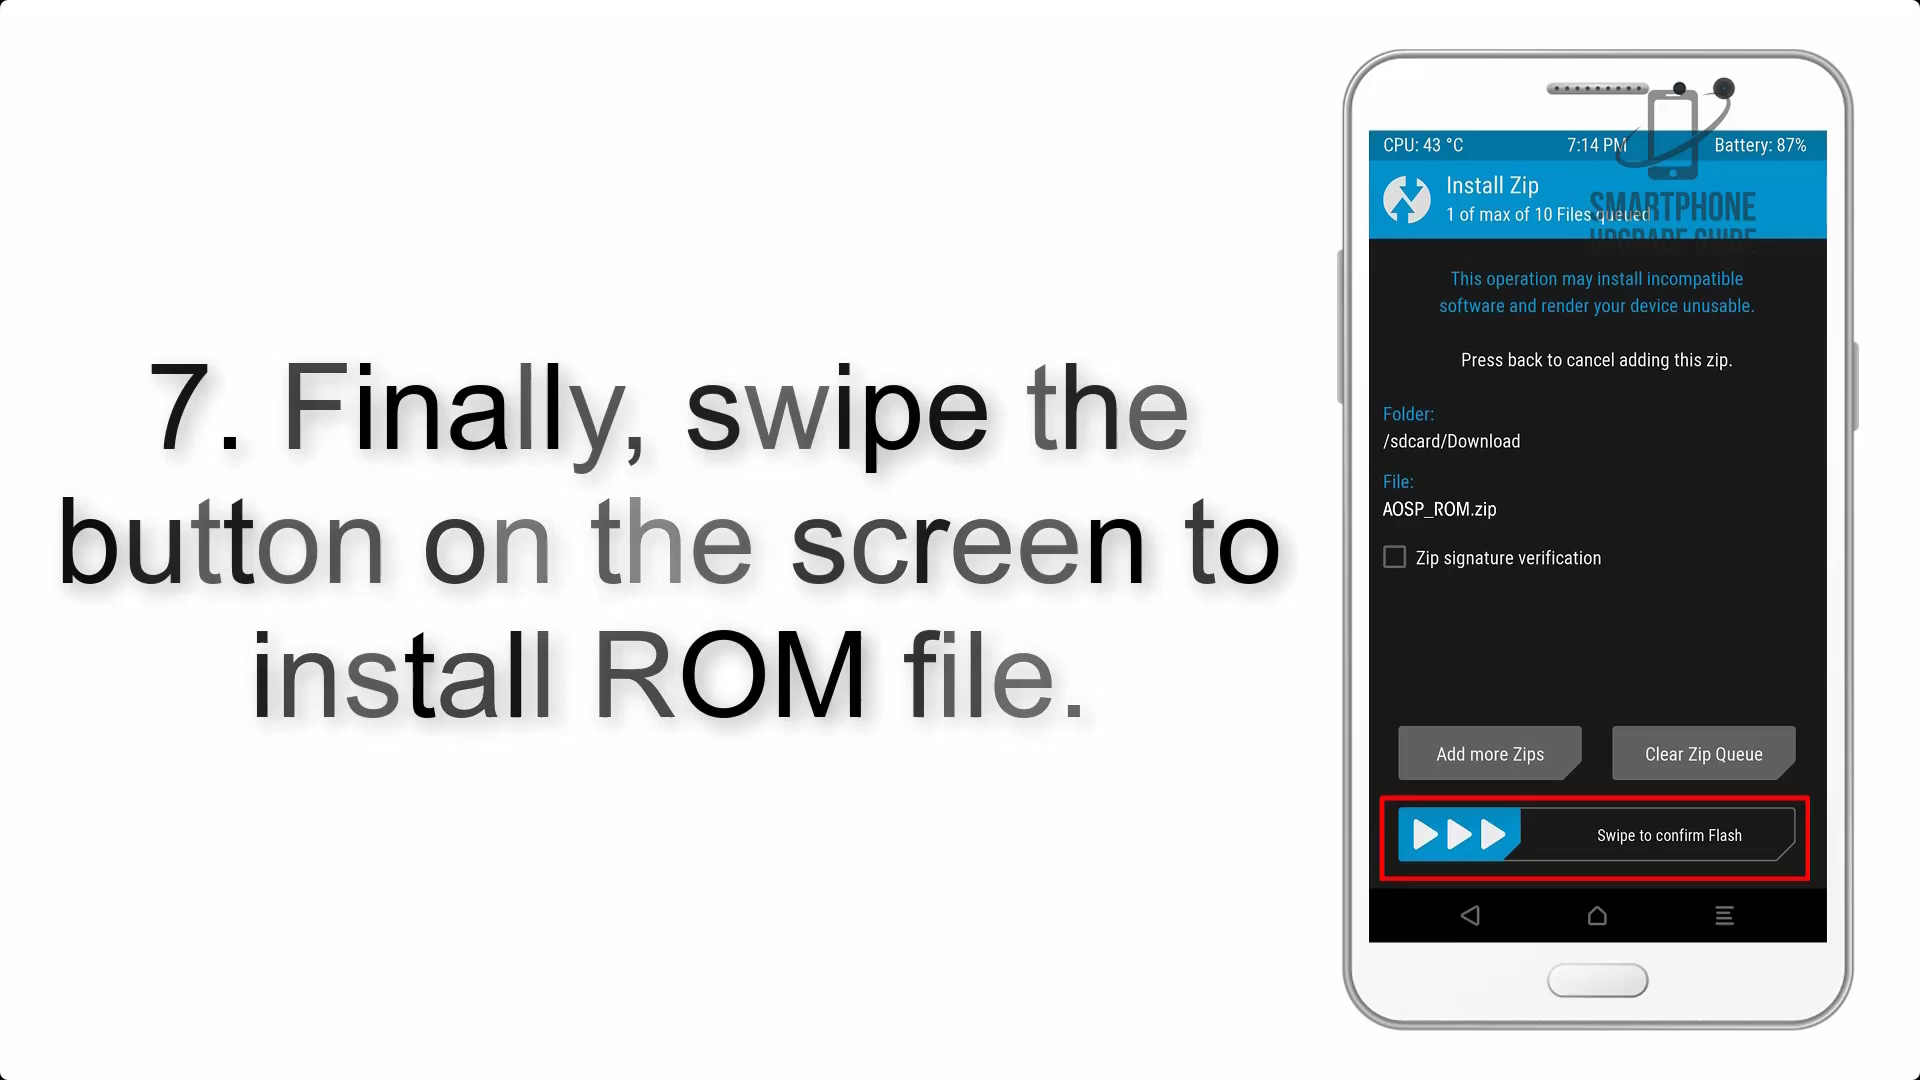 7. Finally, swipe the
button on the screen to
install ROM file.
CPU: 43 °C 7:14 PM Battery: 87%
Install Zip
1 of max of 10 Files queued
SMARTPHONE
UPGRADE GUIDE
This operation may install incompatible
software and render your device unusable.
Press back to cancel adding this zip.
Folder:
/sdcard/Download
File:
AOSP_ROM.zip
Zip signature verification
Add more Zips Clear Zip Queue
Swipe to confirm Flash